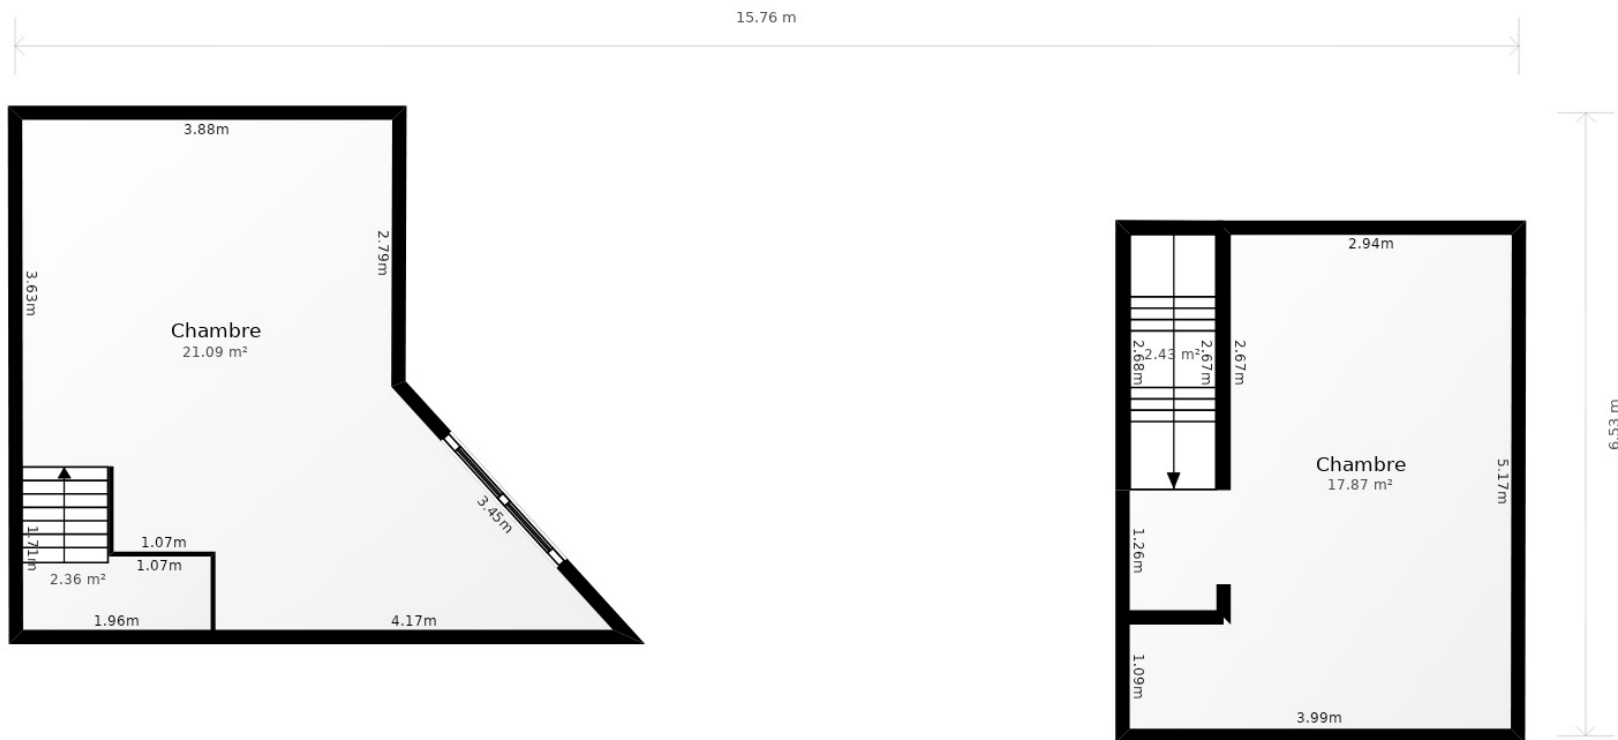 15.76 m
3.88m
2.79m
3.63m
Chambre
21.09 m²
3.45m
1.71m
1.07m
1.07m
2.36 m²
1.96m
4.17m
2.94m
2.68m
2.43 m²
2.67m
2.67m
Chambre
17.87 m²
5.17m
1.26m
1.09m
3.99m
6.53 m